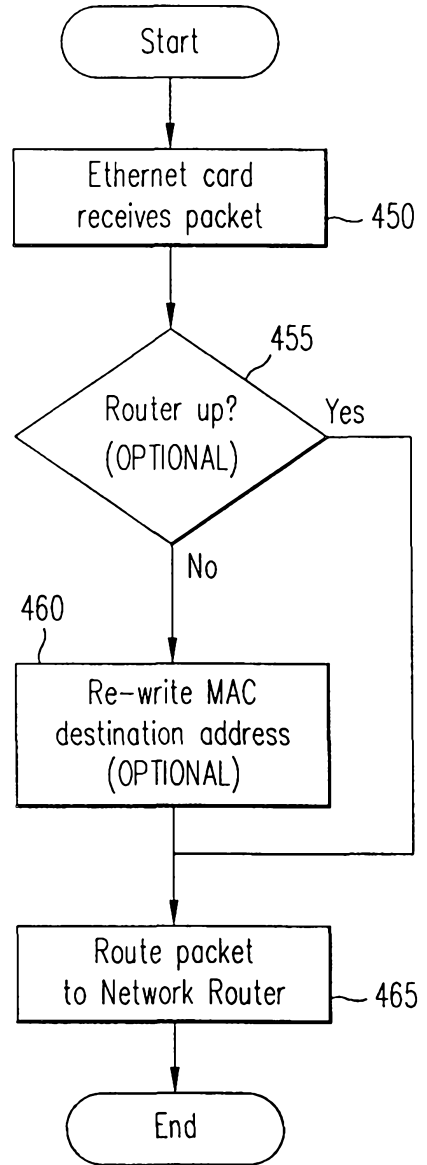 Start
Ethernet card
receives packet
450
455
Router up?
(OPTIONAL)
Yes
No
460
Re-write MAC
destination address
(OPTIONAL)
Route packet
to Network Router
465
End